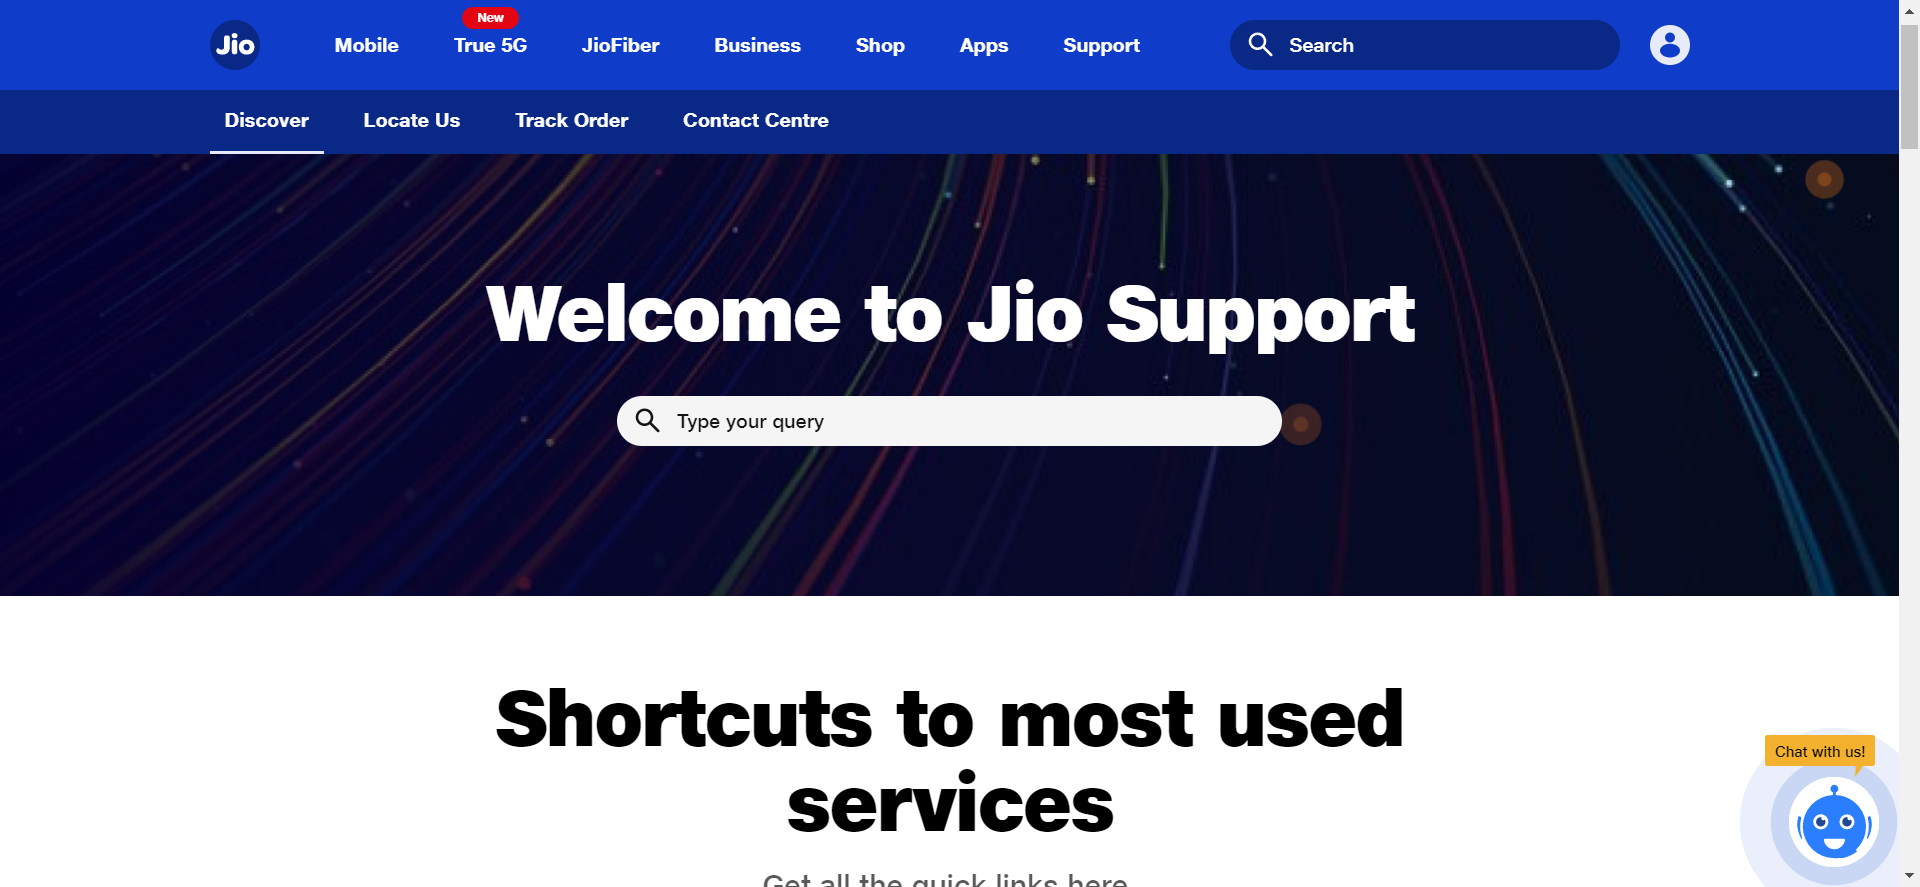 New
Jio Mobile True 5G JioFiber Business Shop Apps Support Search
Discover Locate Us Track Order Contact Centre
Welcome to Jio Support
Type your query
Shortcuts to most used
services
Chat with us!
Get all the quick links here